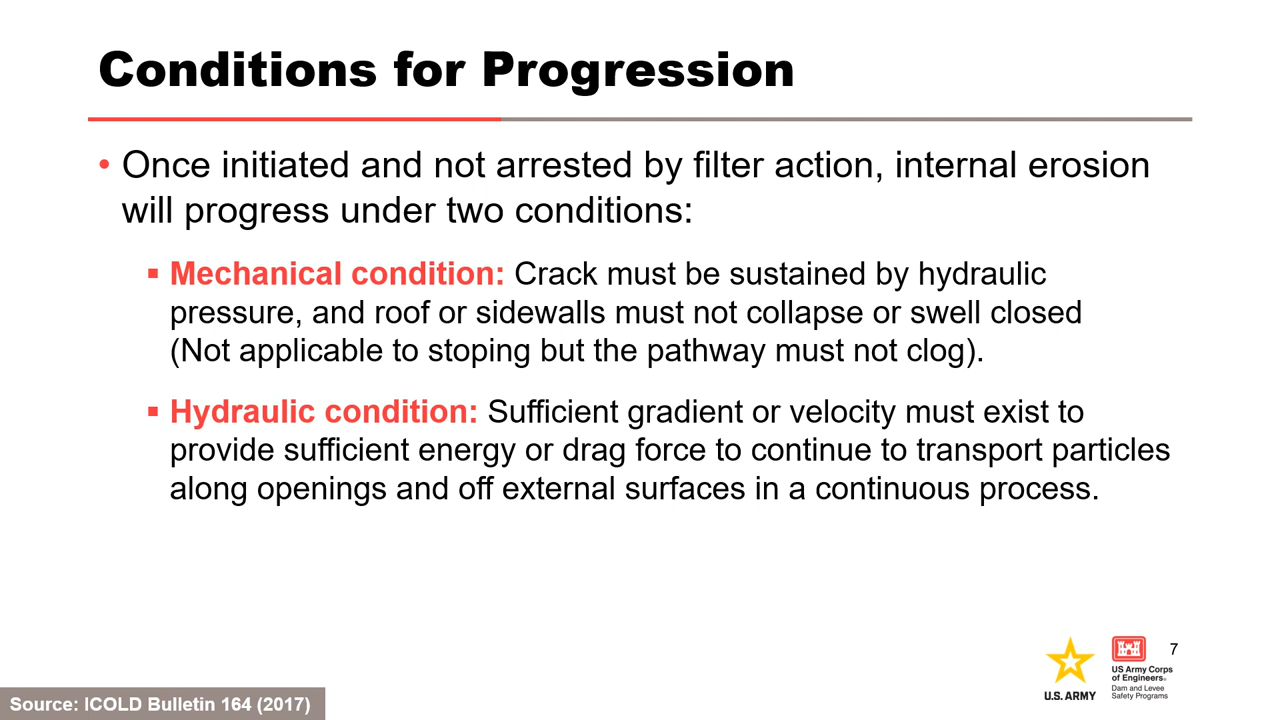 Conditions for Progression
• Once initiated and not arrested by filter action, internal erosion
will progress under two conditions:
▪ Mechanical condition: Crack must be sustained by hydraulic
pressure, and roof or sidewalls must not collapse or swell closed
(Not applicable to stoping but the pathway must not clog).
▪ Hydraulic condition: Sufficient gradient or velocity must exist to
provide sufficient energy or drag force to continue to transport particles
along openings and off external surfaces in a continuous process.
U.S. ARMY
US Army Corps
of Engineers®
Dam and Levee
Safety Programs
7
Source: ICOLD Bulletin 164 (2017)